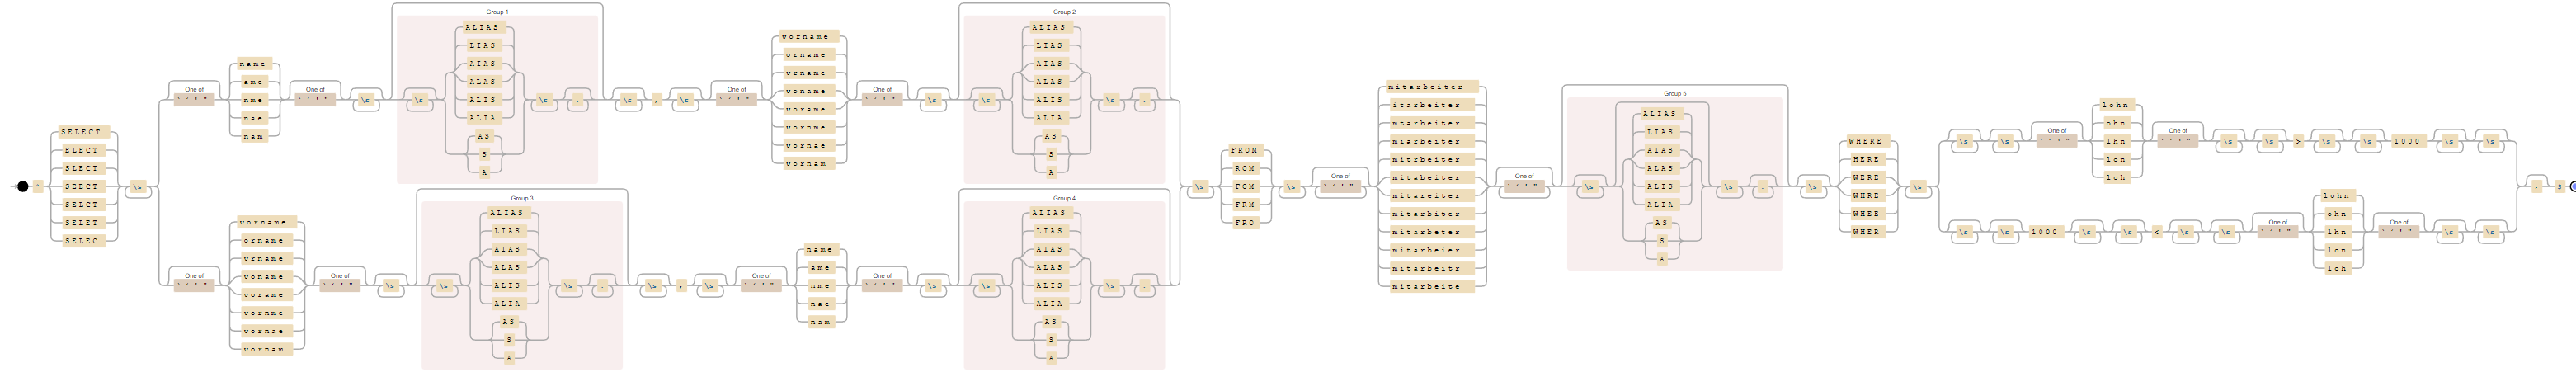 ^
SELECT
ELECT
SLECT
SEECT
SELCT
SELET
SELEC
\s
One of
name
ame
nme
nae
nam
One of
\s
Group 1
\s
ALIAS
LIAS
AIAS
ALAS
ALIS
ALIA
AS
S
A
\s
.
\s
,
\s
One of
vorname
orname
vrname
voname
vorame
vornme
vornae
vornam
One of
\s
Group 2
\s
ALIAS
LIAS
AIAS
ALAS
ALIS
ALIA
AS
S
A
\s
.
One of
vorname
orname
vrname
voname
vorame
vornme
vornae
vornam
One of
\s
Group 3
\s
ALIAS
LIAS
AIAS
ALAS
ALIS
ALIA
AS
S
A
\s
.
\s
,
\s
One of
name
ame
nme
nae
nam
One of
\s
Group 4
\s
ALIAS
LIAS
AIAS
ALAS
ALIS
ALIA
AS
S
A
\s
.
\s
FROM
ROM
FOM
FRM
FRO
\s
One of
mitarbeiter
itarbeiter
mtarbeiter
miarbeiter
mitrbeiter
mitabeiter
mitareiter
mitarbiter
mitarbeter
mitarbeier
mitarbeitr
mitarbeite
One of
Group 5
\s
ALIAS
LIAS
AIAS
ALAS
ALIS
ALIA
AS
S
A
\s
.
\s
WHERE
HERE
WERE
WHRE
WHEE
WHER
\s
\s
\s
One of
lohn
ohn
lhn
lon
loh
One of
\s
\s
>
\s
\s
1000
\s
\s
\s
\s
1000
\s
\s
<
\s
\s
One of
lohn
ohn
lhn
lon
loh
One of
\s
\s
;
$